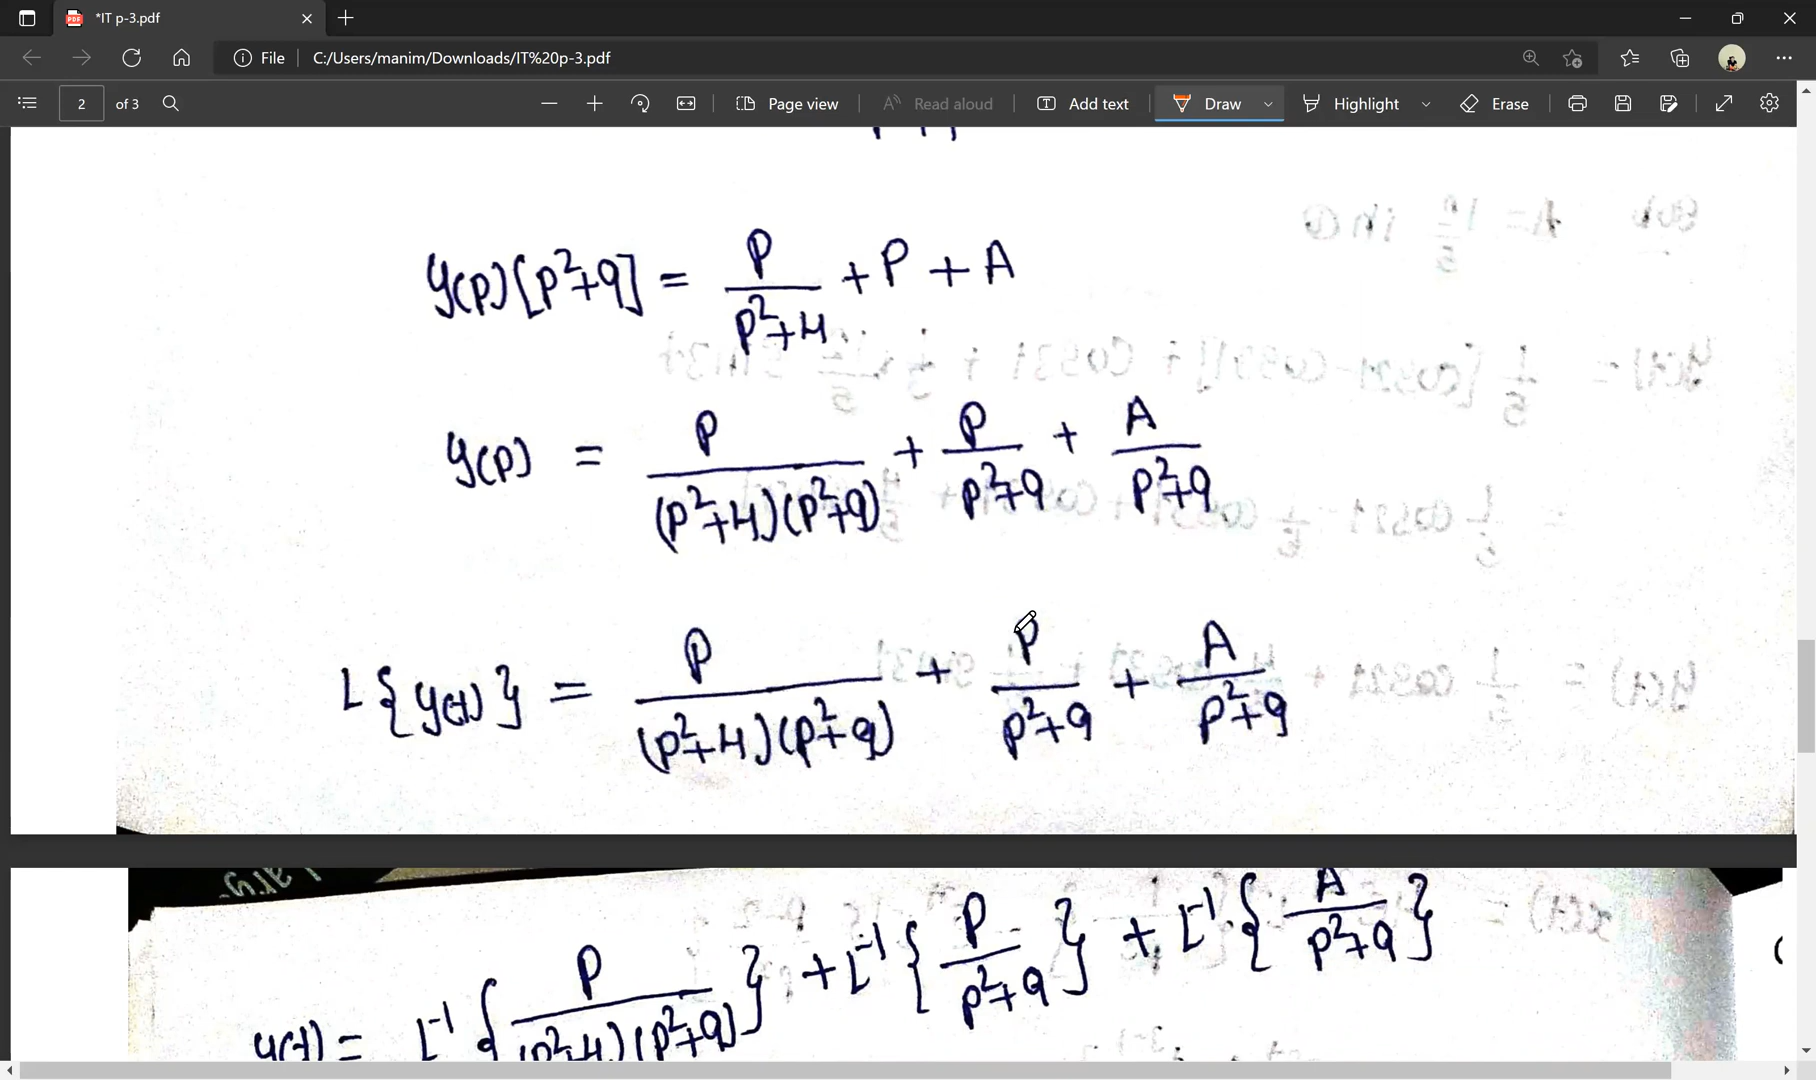 *IT p-3.pdf
File C:/Users/manim/Downloads/IT%20p-3.pdf
2 of 3 Page view Read aloud Add text Draw Highlight Erase
y(p)[p²+9] = p/(p²+4) + p + A
y(p) = p/((p²+4)(p²+9)) + p/(p²+9) + A/(p²+9)
L{y(t)} = p/((p²+4)(p²+9)) + p/(p²+9) + A/(p²+9)
y(t) = L⁻¹{p/((p²+4)(p²+9))} + L⁻¹{p/(p²+9)} + L⁻¹{A/(p²+9)}